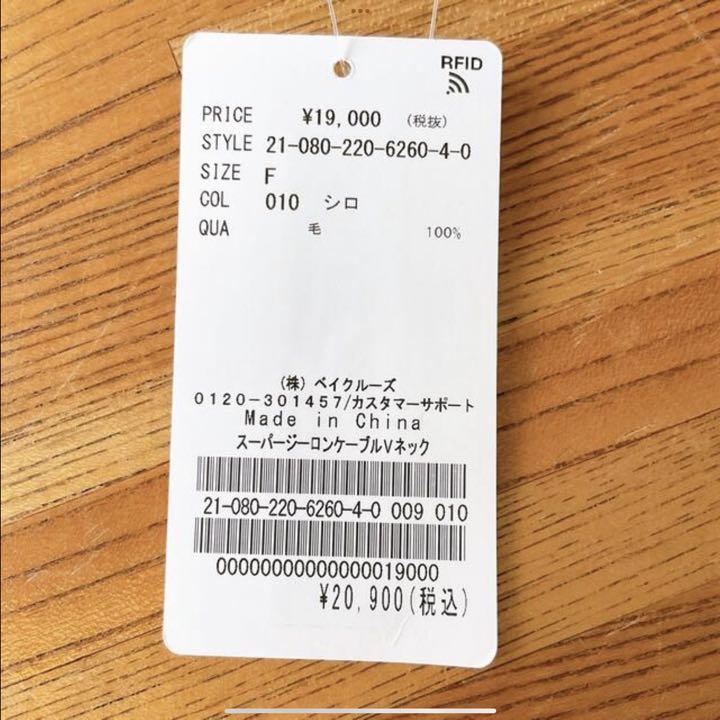 RFID
PRICE ¥19,000 (税抜)
STYLE 21-080-220-6260-4-0
SIZE F
COL 010 シロ
QUA 毛 100%
(株) ベイクルーズ
0120-301457/カスタマーサポート
Made in China
スーパージーロンケーブルVネック
21-080-220-6260-4-0 009 010
00000000000000019000
¥20,900(税込)